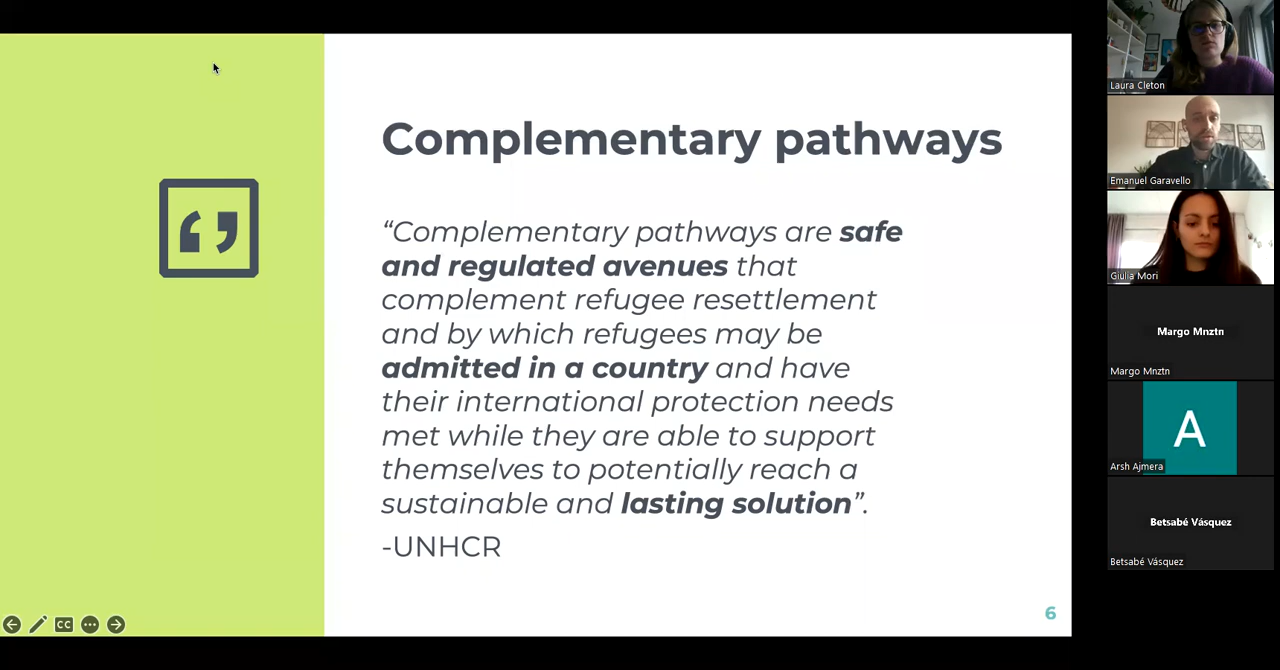 Complementary pathways
“Complementary pathways are safe
and regulated avenues that
complement refugee resettlement
and by which refugees may be
admitted in a country and have
their international protection needs
met while they are able to support
themselves to potentially reach a
sustainable and lasting solution”.
-UNHCR
6
CC
Laura Cleton
Emanuel Garavello
Giulia Mori
Margo Mnztn
Margo Mnztn
A
Arsh Ajmera
Betsabé Vásquez
Betsabé Vásquez